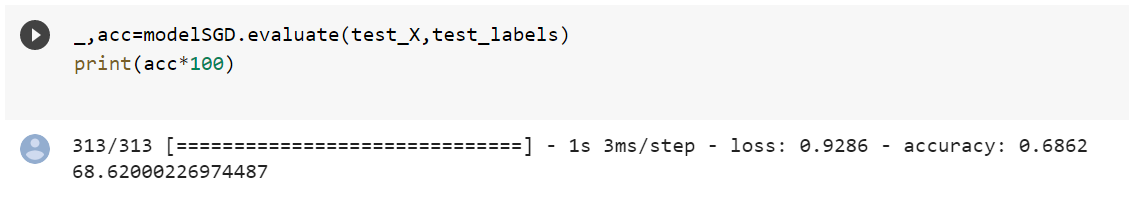 _,acc=modelSGD.evaluate(test_X,test_labels)
print(acc*100)
313/313 [==============================] - 1s 3ms/step - loss: 0.9286 - accuracy: 0.6862
68.62000226974487